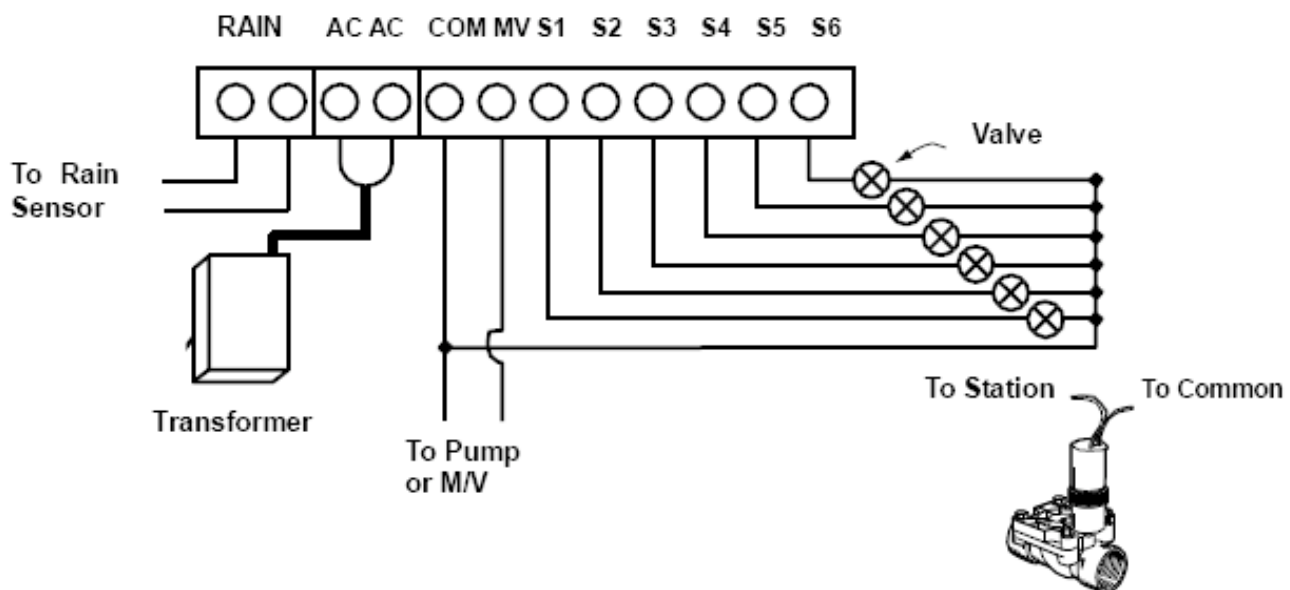 RAIN AC AC COM MV S1 S2 S3 S4 S5 S6
Valve
To Rain
Sensor
Transformer
To Pump
or M/V
To Station To Common